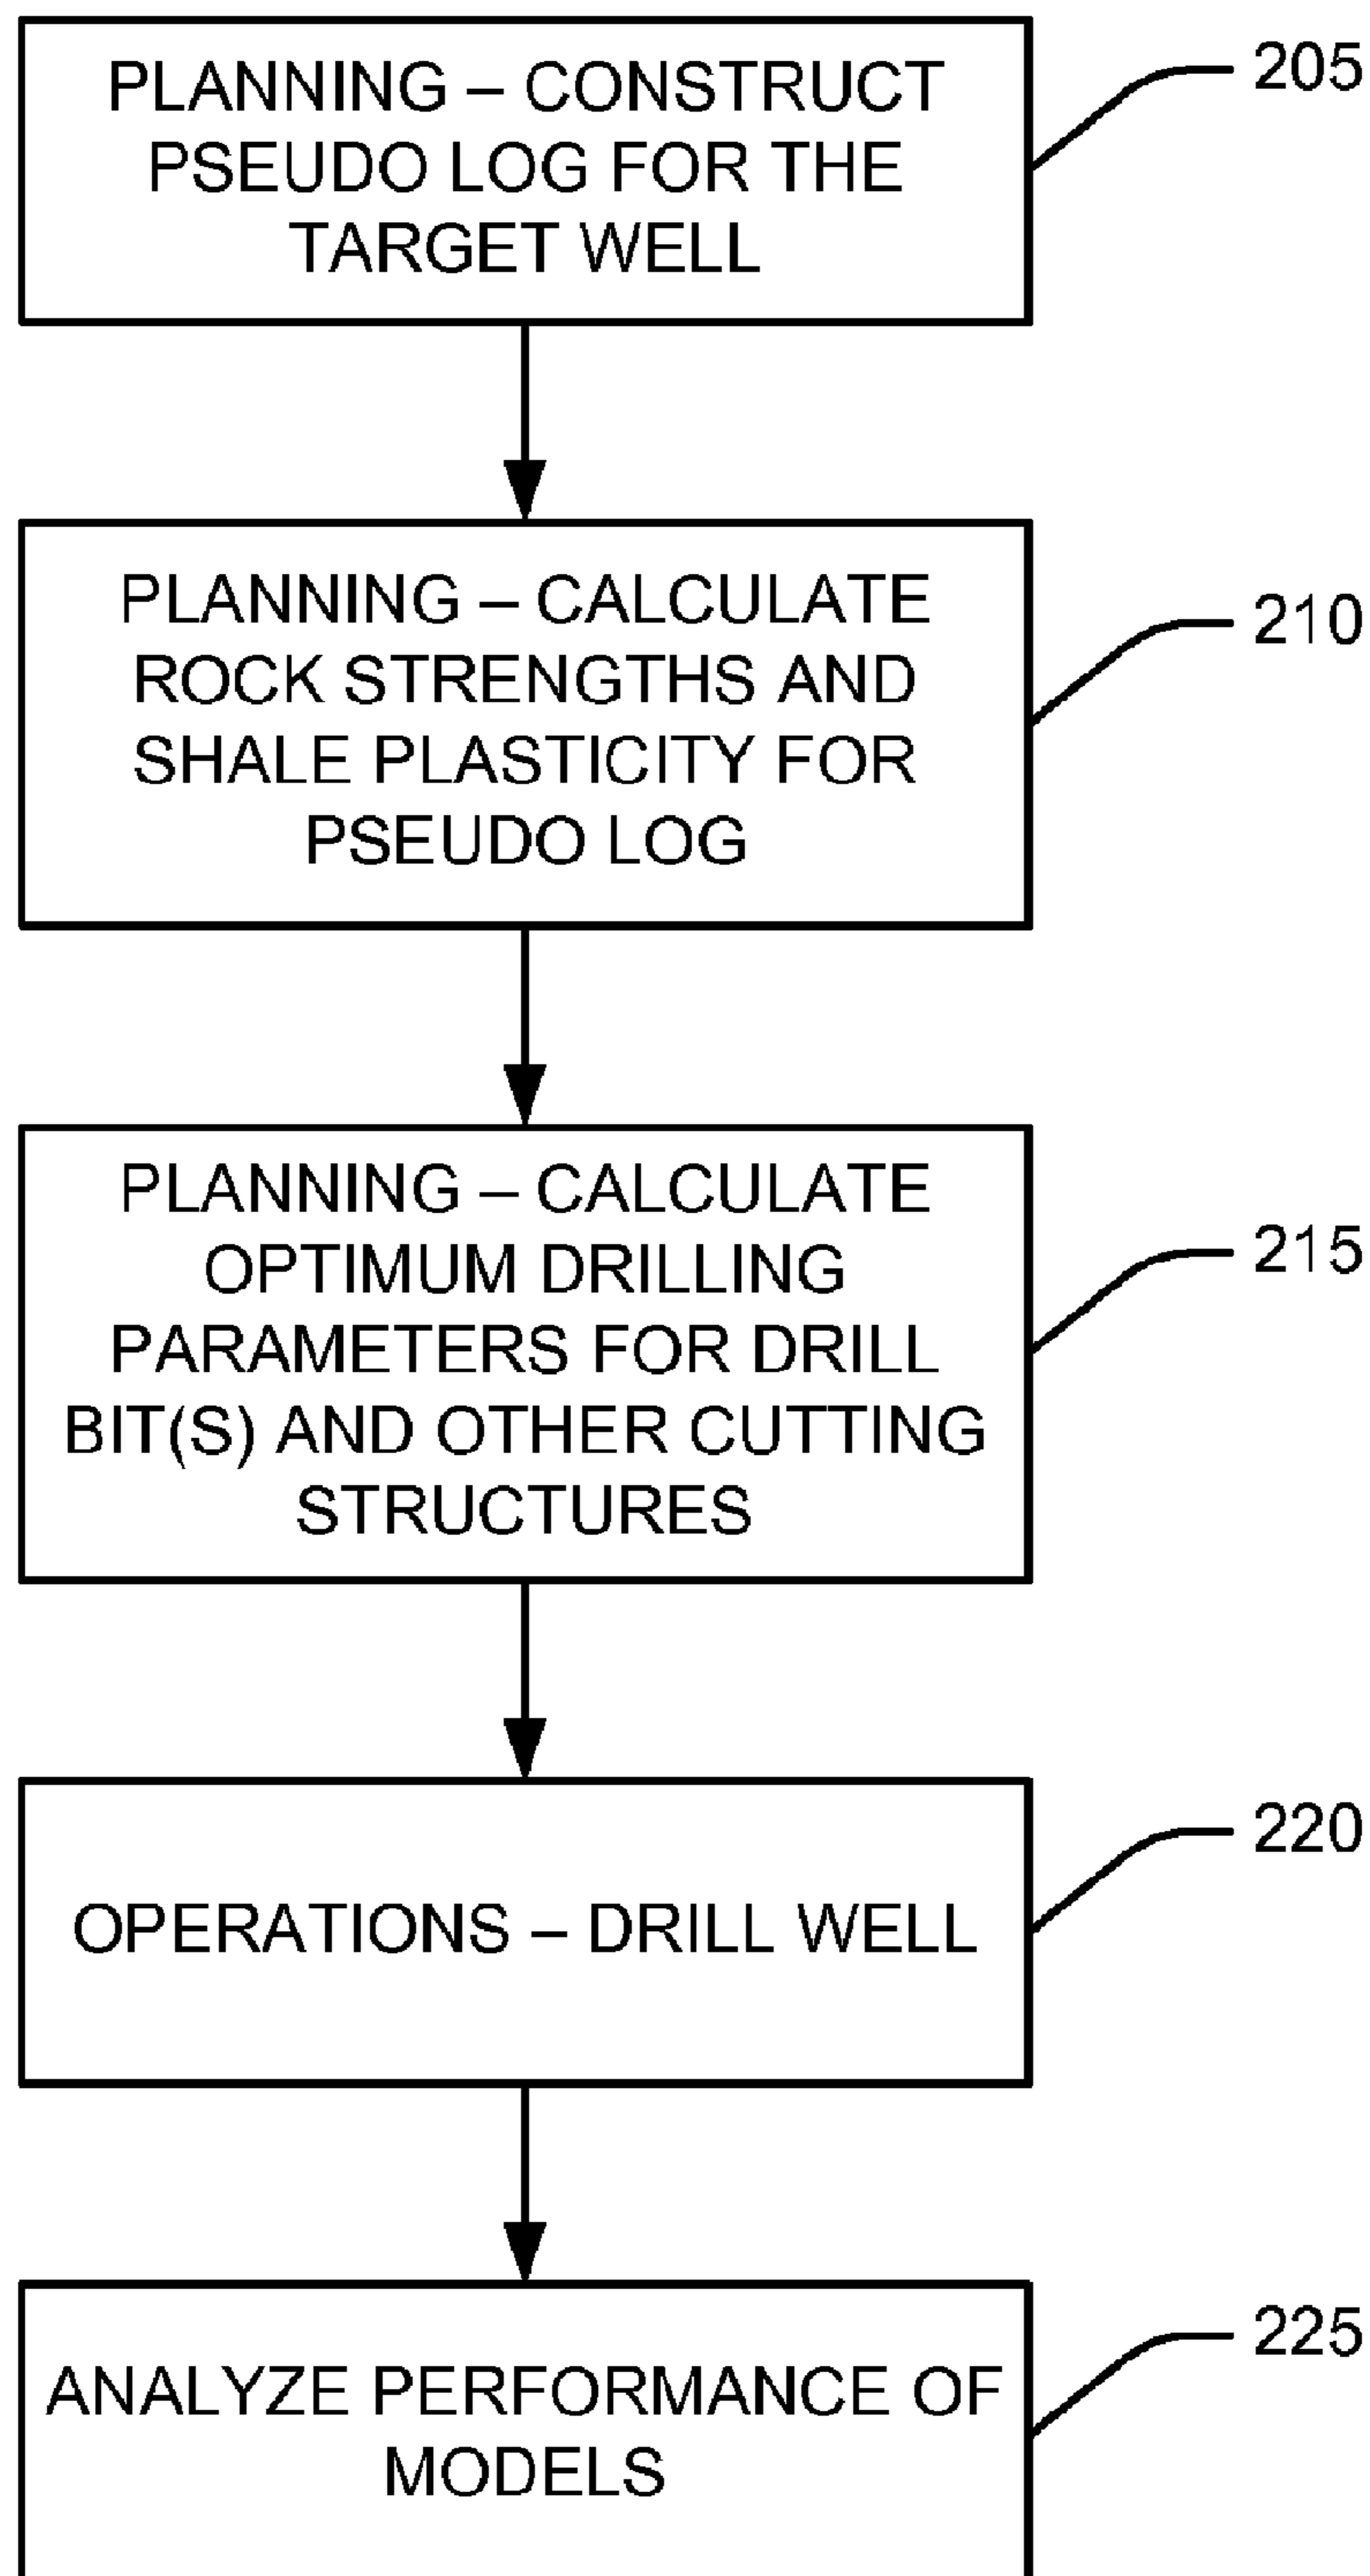 PLANNING – CONSTRUCT
PSEUDO LOG FOR THE
TARGET WELL
205
PLANNING – CALCULATE
ROCK STRENGTHS AND
SHALE PLASTICITY FOR
PSEUDO LOG
210
PLANNING – CALCULATE
OPTIMUM DRILLING
PARAMETERS FOR DRILL
BIT(S) AND OTHER CUTTING
STRUCTURES
215
OPERATIONS – DRILL WELL
220
ANALYZE PERFORMANCE OF
MODELS
225